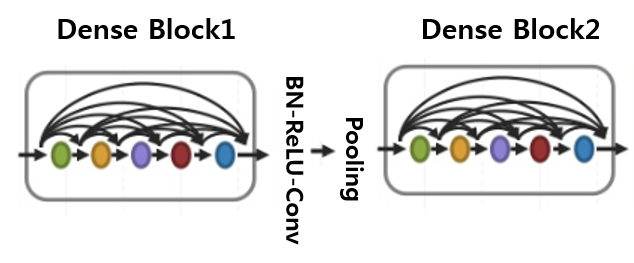 Dense Block1
BN-ReLU-Conv
Pooling
Dense Block2